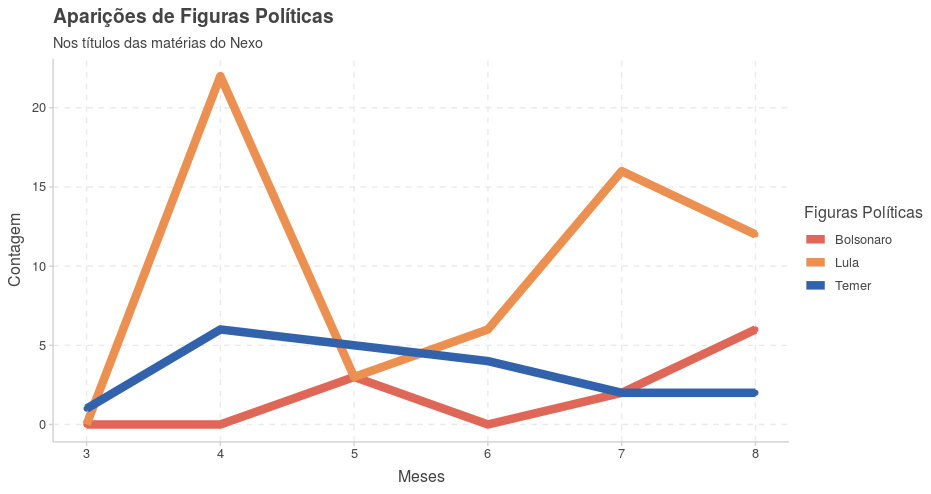 Aparições de Figuras Políticas
Nos títulos das matérias do Nexo
Contagem
20
15
10
5
0
3 4 5 6 7 8
Meses
Figuras Políticas
Bolsonaro
Lula
Temer